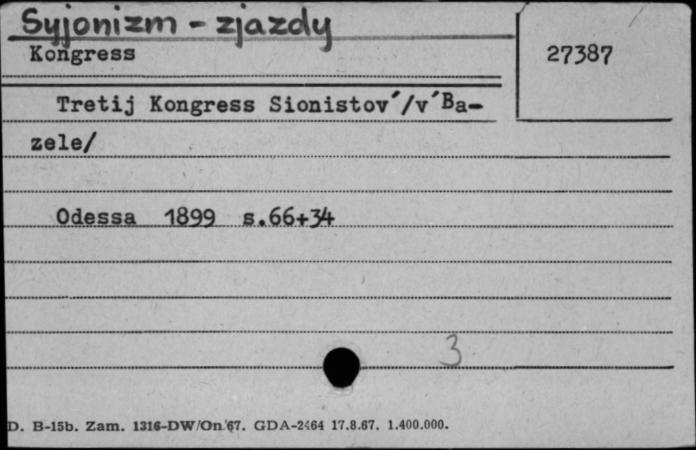 Syjonizm - zjazdy
Kongress
27387
Tretij Kongress Sionistov´/v´Ba-
zele/
Odessa 1899 s.66+34
3
D. B-15b. Zam. 1316-DW/On/67. GDA-2464 17.8.67. 1.400.000.